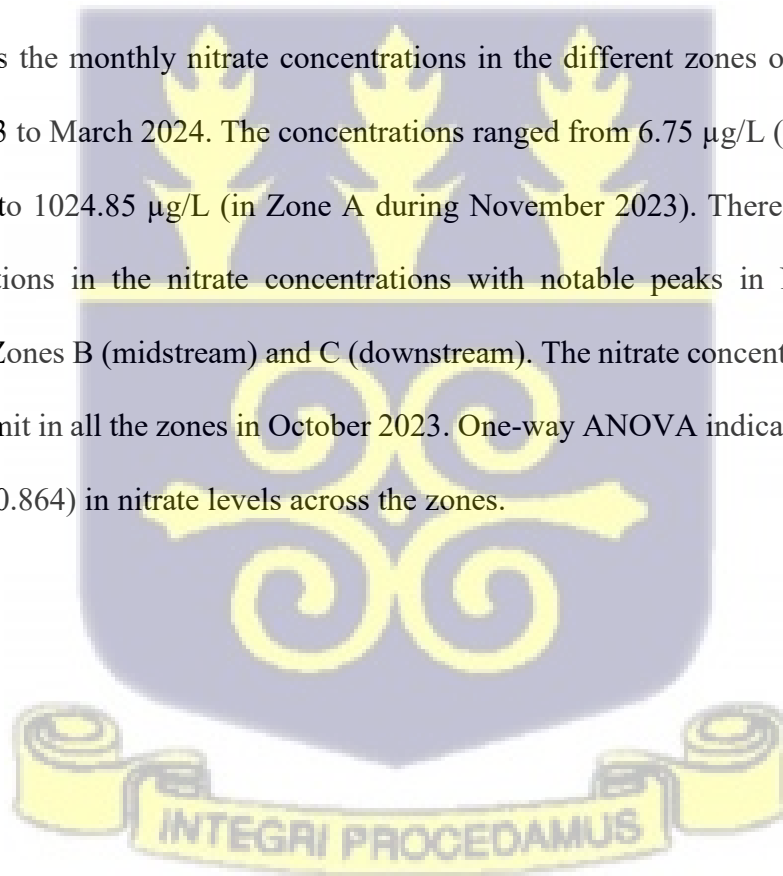 s the monthly nitrate concentrations in the different zones o
3 to March 2024. The concentrations ranged from 6.75 µg/L (
to 1024.85 µg/L (in Zone A during November 2023). There
tions in the nitrate concentrations with notable peaks in
Zones B (midstream) and C (downstream). The nitrate concent
mit in all the zones in October 2023. One-way ANOVA indica
0.864) in nitrate levels across the zones.
INTEGRI PROCEDAMUS